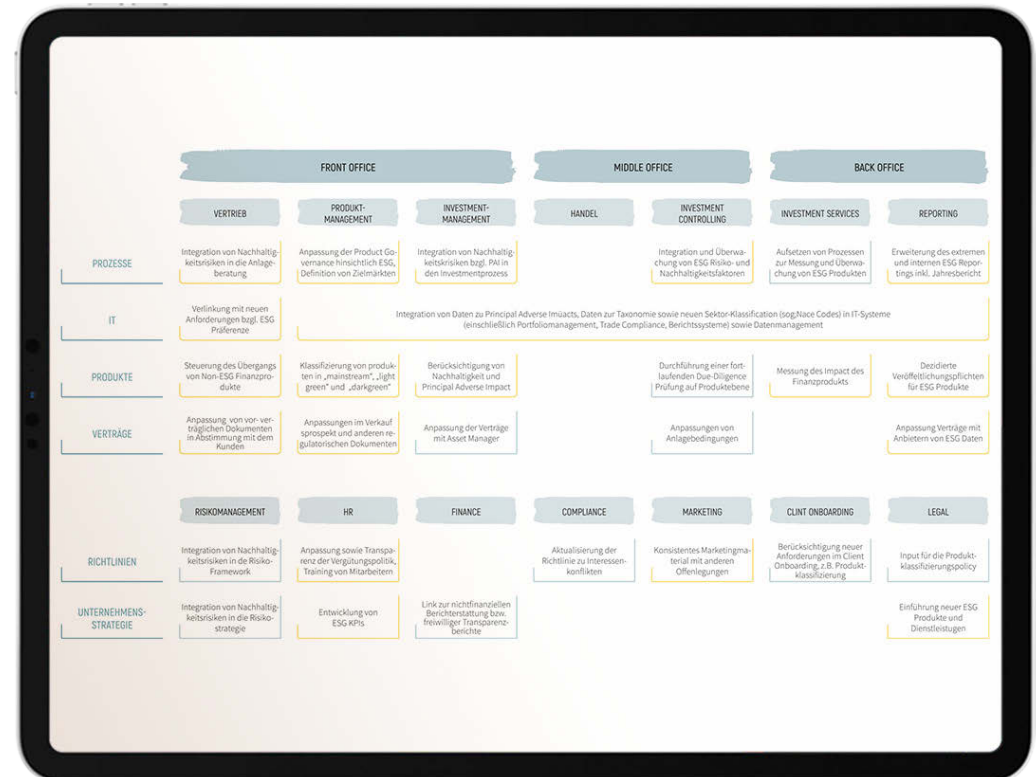 FRONT OFFICE
MIDDLE OFFICE
BACK OFFICE
VERTRIEB
PRODUKT-
MANAGEMENT
INVESTMENT-
MANAGEMENT
HANDEL
INVESTMENT
CONTROLLING
INVESTMENT SERVICES
REPORTING
PROZESSE
Integration von Nachhaltig-
keitsrisiken in die Anlage-
beratung
Anpassung der Product Go-
vernance hinsichtlich ESG,
Definition von Zielmärkten
Integration von Nachhaltig-
keitskrisiken bzgl. PAI in
den Investmentprozess
Integration und Überwa-
chung von ESG Risiko- und
Nachhaltigkeitsfaktoren
Aufsetzen von Prozessen
zur Messung und Überwa-
chung von ESG Produkten
Erweiterung des extremen
und internen ESG Repor-
tings inkl. Jahresbericht
IT
Verlinkung mit neuen
Anforderungen bzgl. ESG
Präferenze
Integration von Daten zu Principal Adverse Imüacts, Daten zur Taxonomie sowie neuen Sektor-Klassification (sog,Nace Codes) in IT-Systeme
(einschließlich Portfoliomanagement, Trade Compliance, Berichtssysteme) sowie Datenmanagement
PRODUKTE
Steuerung des Übergangs
von Non-ESG Finanzpro-
dukte
Klassifizierung von produk-
ten in „mainstream", „light
green" und „darkgreen"
Berücksichtigung von
Nachhaltigkeit und
Principal Adverse Impact
Durchführung einer fort-
laufenden Due-Diligence
Prüfung auf Produktebene
Messung des Impact des
Finanzprodukts
Dezidierte
Veröffeltlichungspflichten
für ESG Produkte
VERTRÄGE
Anpassung von vor- ver-
träglichen Dokumenten
in Abstimmung mit dem
Kunden
Anpassungen im Verkauf
sprospekt und anderen re-
gulatorischen Dokumenten
Anpassung der Verträge
mit Asset Manager
Anpassungen von
Anlagebedingungen
Anpassung Verträge mit
Anbietern von ESG Daten
RISIKOMANAGEMENT
HR
FINANCE
COMPLIANCE
MARKETING
CLINT ONBOARDING
LEGAL
RICHTLINIEN
Integration von Nachhaltig-
keitsrisiken in de Risiko-
Framework
Anpassung sowie Transpa-
renz der Vergütungspolitik,
Training von Mitarbeitern
Aktualisierung der
Richtlinie zu Interessen-
konflikten
Konsistentes Marketingma-
terial mit anderen
Offenlegungen
Berücksichtigung neuer
Anforderungen im Client
Onboarding, z.B. Produkt-
klassifizierung
Input für die Produkt-
klassifizierungspolicy
UNTERNEHMENS-
STRATEGIE
Integration von Nachhaltig-
keitsrisiken in die Risiko-
strategie
Entwicklung von
ESG KPIs
Link zur nichtfinanziellen
Berichterstattung bzw.
freiwilliger Transparenz-
berichte
Einführung neuer ESG
Produkte und
Dienstleistugen